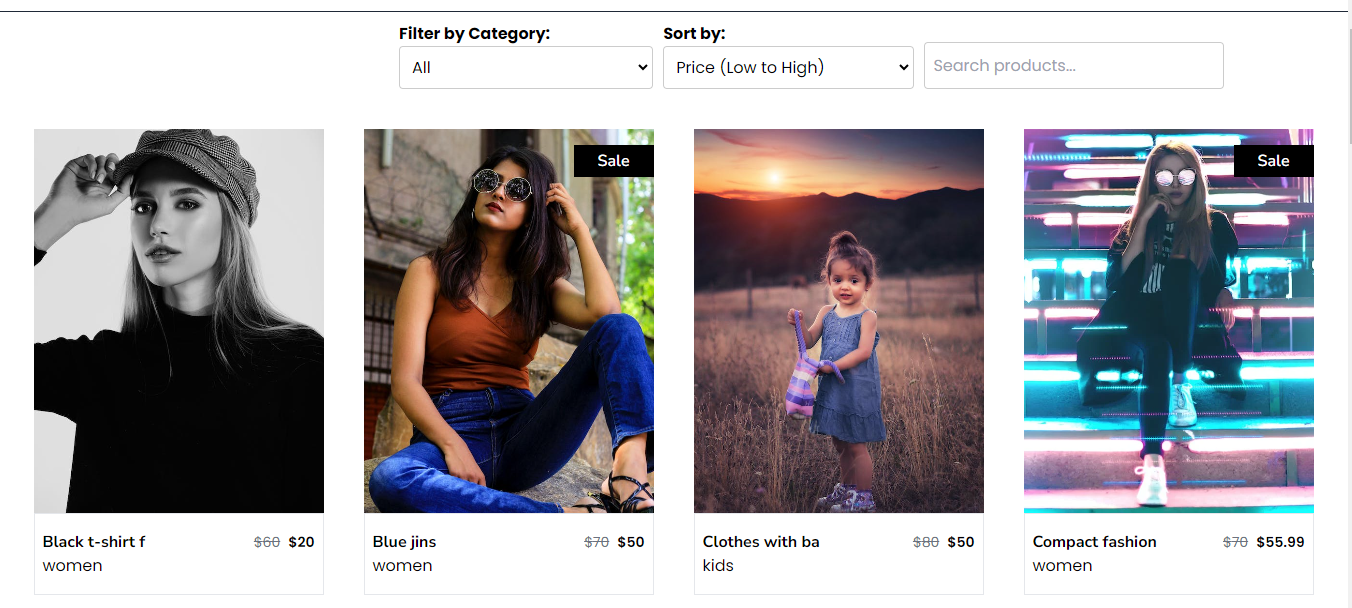 Filter by Category:
Sort by:
All
Price (Low to High)
Search products...
Sale
Sale
Black t-shirt f
$60 $20
women
Blue jins
$70 $50
women
Clothes with ba
$80 $50
kids
Compact fashion
$70 $55.99
women